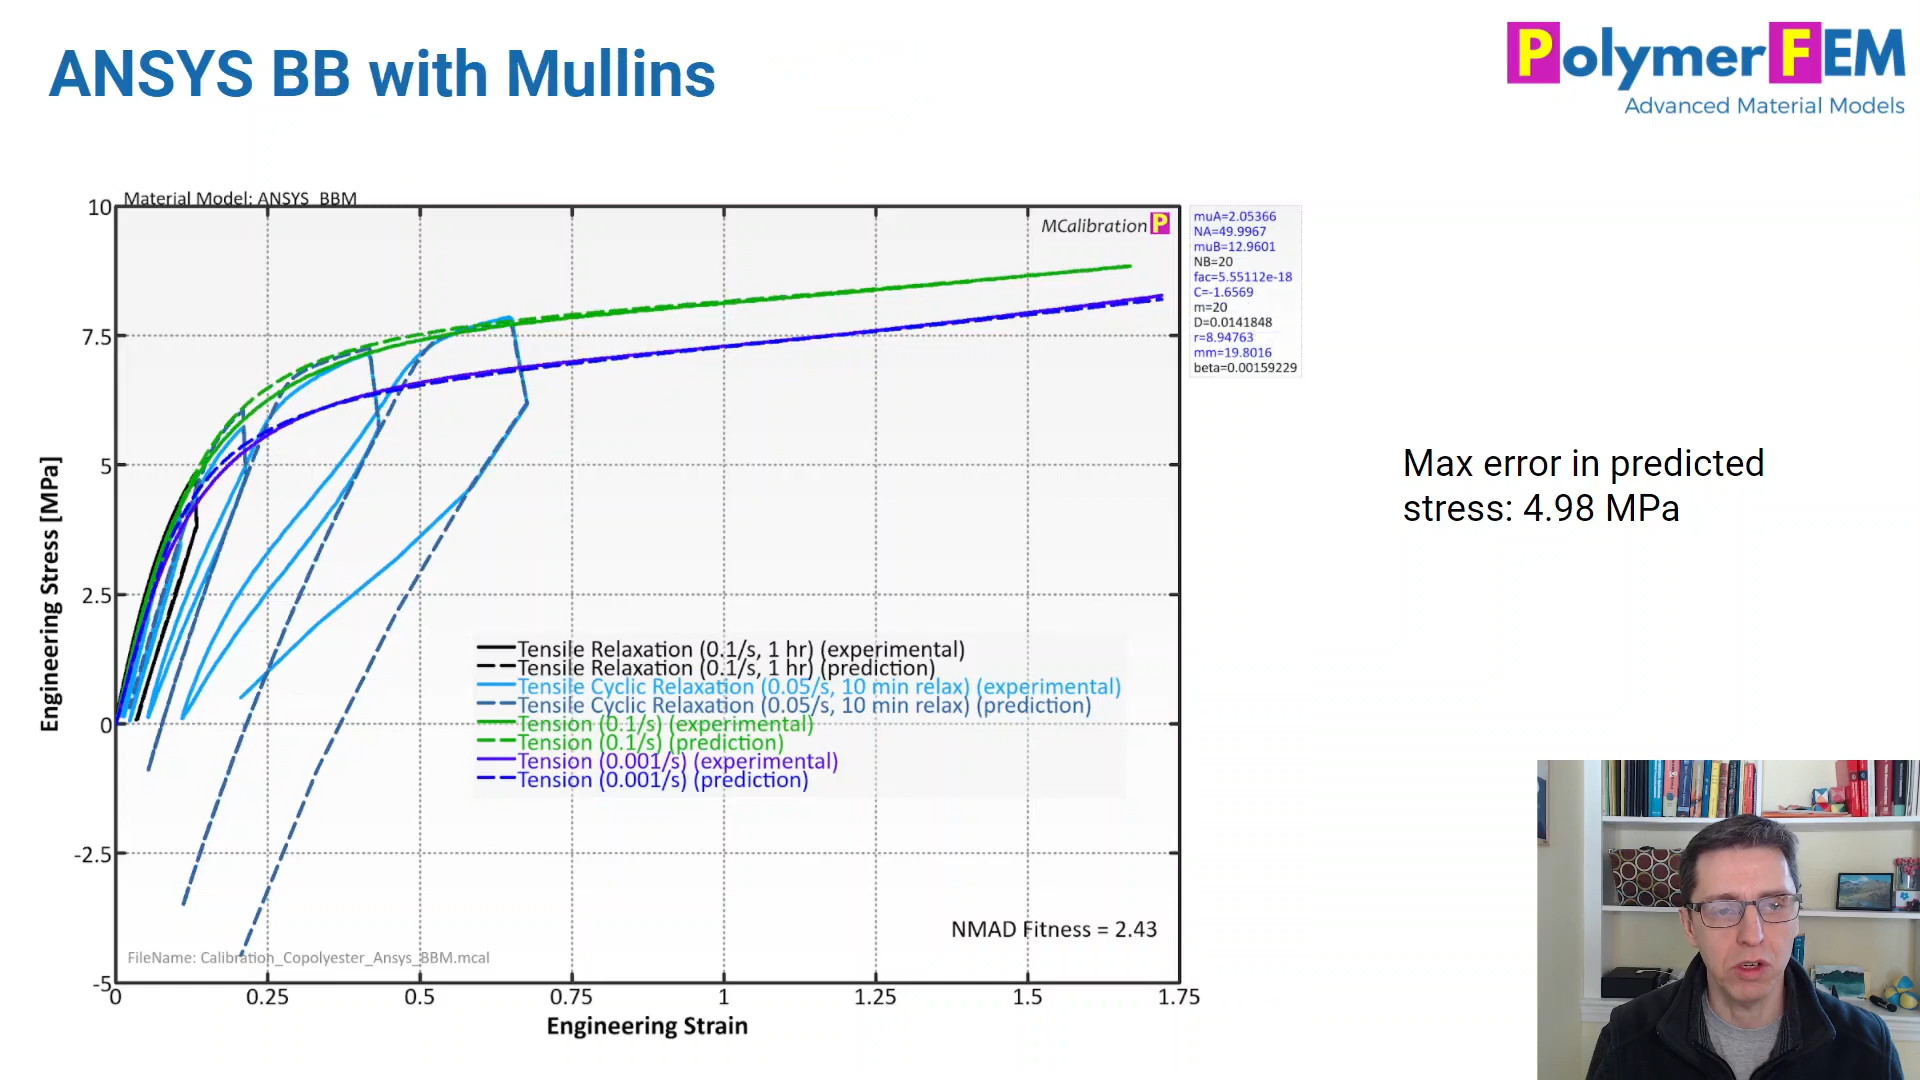 ANSYS BB with Mullins
PolymerFEM
Advanced Material Models
Material Model: ANSYS_BBM
MCalibration P
muA=2.05366
NA=49.9967
muB=12.9601
NB=20
fac=5.55112e-18
C=-1.6569
m=20
D=0.0141848
r=8.94763
mm=19.8016
beta=0.00159229
10
7.5
5
2.5
0
-2.5
-5
Engineering Stress [MPa]
Max error in predicted
stress: 4.98 MPa
Tensile Relaxation (0.1/s, 1 hr) (experimental)
Tensile Relaxation (0.1/s, 1 hr) (prediction)
Tensile Cyclic Relaxation (0.05/s, 10 min relax) (experimental)
Tensile Cyclic Relaxation (0.05/s, 10 min relax) (prediction)
Tension (0.1/s) (experimental)
Tension (0.1/s) (prediction)
Tension (0.001/s) (experimental)
Tension (0.001/s) (prediction)
NMAD Fitness = 2.43
FileName: Calibration_Copolyester_Ansys_BBM.mcal
0 0.25 0.5 0.75 1 1.25 1.5 1.75
Engineering Strain